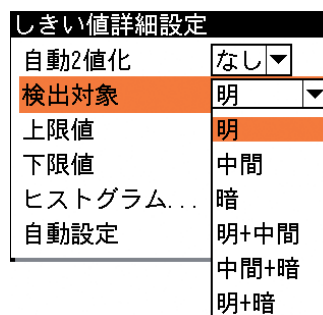 しきい値詳細設定
自動2値化 なし▼
検出対象 明 ▼
上限値 明
下限値 中間
ヒストグラム... 暗
自動設定 明+中間
中間+暗
明+暗